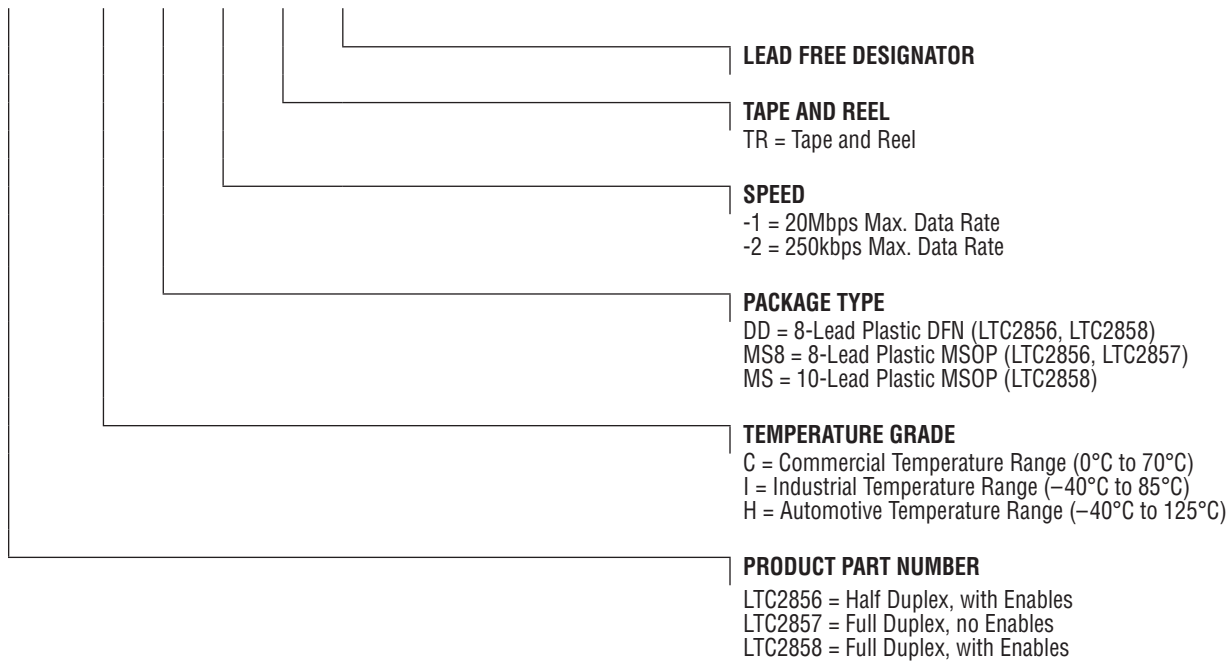 LEAD FREE DESIGNATOR
TAPE AND REEL
TR = Tape and Reel
SPEED
-1 = 20Mbps Max. Data Rate
-2 = 250kbps Max. Data Rate
PACKAGE TYPE
DD = 8-Lead Plastic DFN (LTC2856, LTC2858)
MS8 = 8-Lead Plastic MSOP (LTC2856, LTC2857)
MS = 10-Lead Plastic MSOP (LTC2858)
TEMPERATURE GRADE
C = Commercial Temperature Range (0°C to 70°C)
I = Industrial Temperature Range (–40°C to 85°C)
H = Automotive Temperature Range (–40°C to 125°C)
PRODUCT PART NUMBER
LTC2856 = Half Duplex, with Enables
LTC2857 = Full Duplex, no Enables
LTC2858 = Full Duplex, with Enables